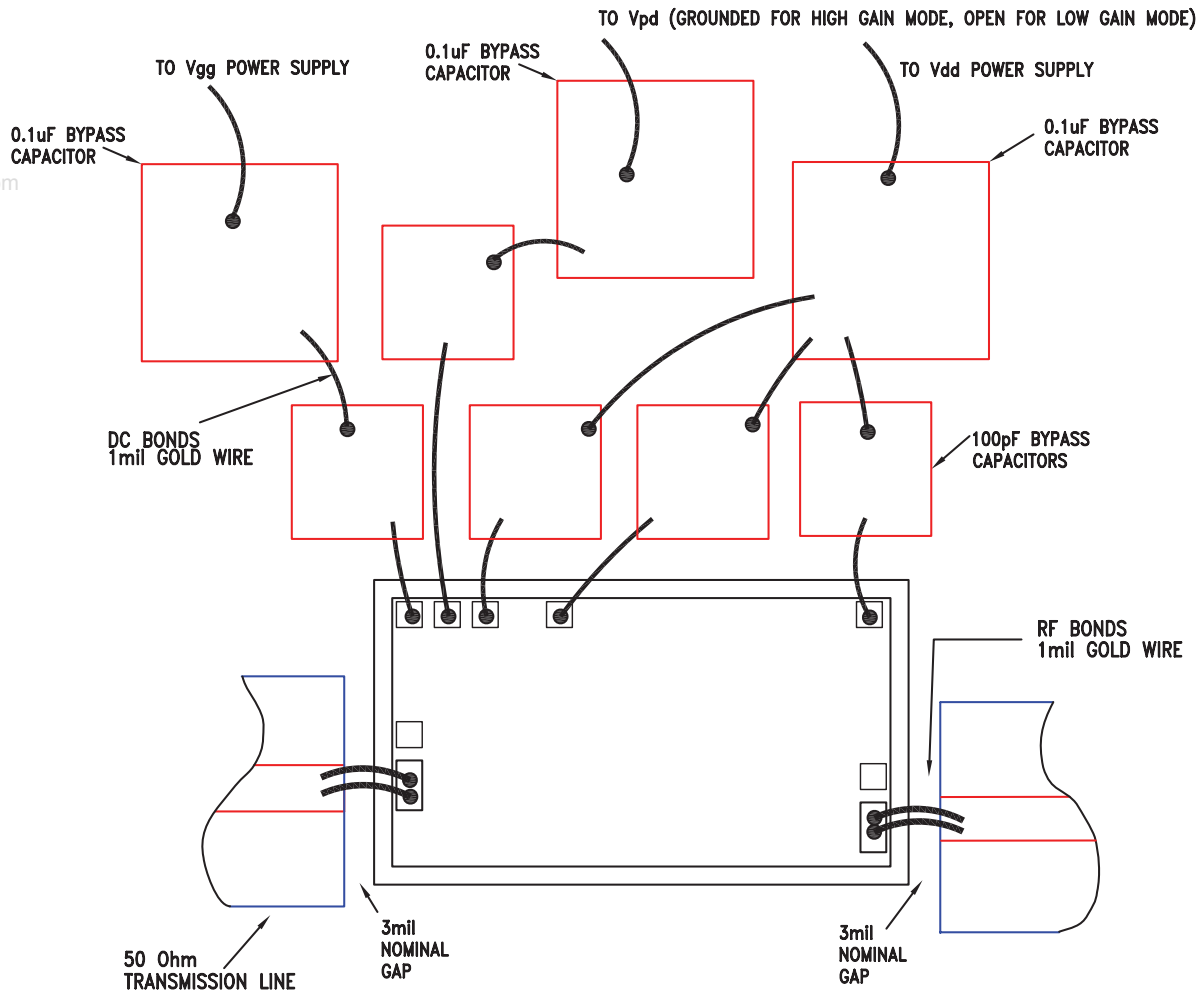 TO Vpd (GROUNDED FOR HIGH GAIN MODE, OPEN FOR LOW GAIN MODE)
0.1uF BYPASS
CAPACITOR
TO Vgg POWER SUPPLY
TO Vdd POWER SUPPLY
0.1uF BYPASS
CAPACITOR
0.1uF BYPASS
CAPACITOR
om
DC BONDS
1mil GOLD WIRE
100pF BYPASS
CAPACITORS
RF BONDS
1mil GOLD WIRE
3mil
NOMINAL
GAP
3mil
NOMINAL
GAP
50 Ohm
TRANSMISSION LINE